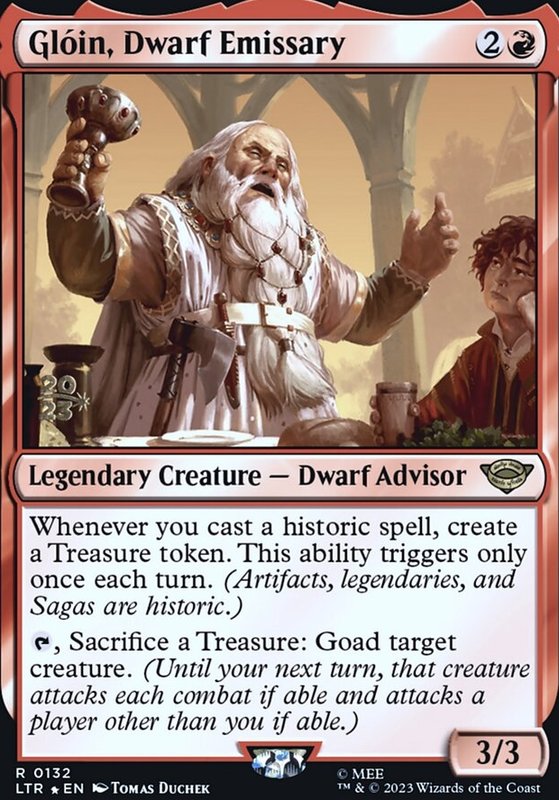 Glóin, Dwarf Emissary 2
20
23
Legendary Creature — Dwarf Advisor
Whenever you cast a historic spell, create
a Treasure token. This ability triggers only
once each turn. (Artifacts, legendaries, and
Sagas are historic.)
, Sacrifice a Treasure: Goad target
creature. (Until your next turn, that creature
attacks each combat if able and attacks a
player other than you if able.)
3/3
R 0132
LTR ★ EN Tomas Duchek
© MEE
™ & © 2023 Wizards of the Coast